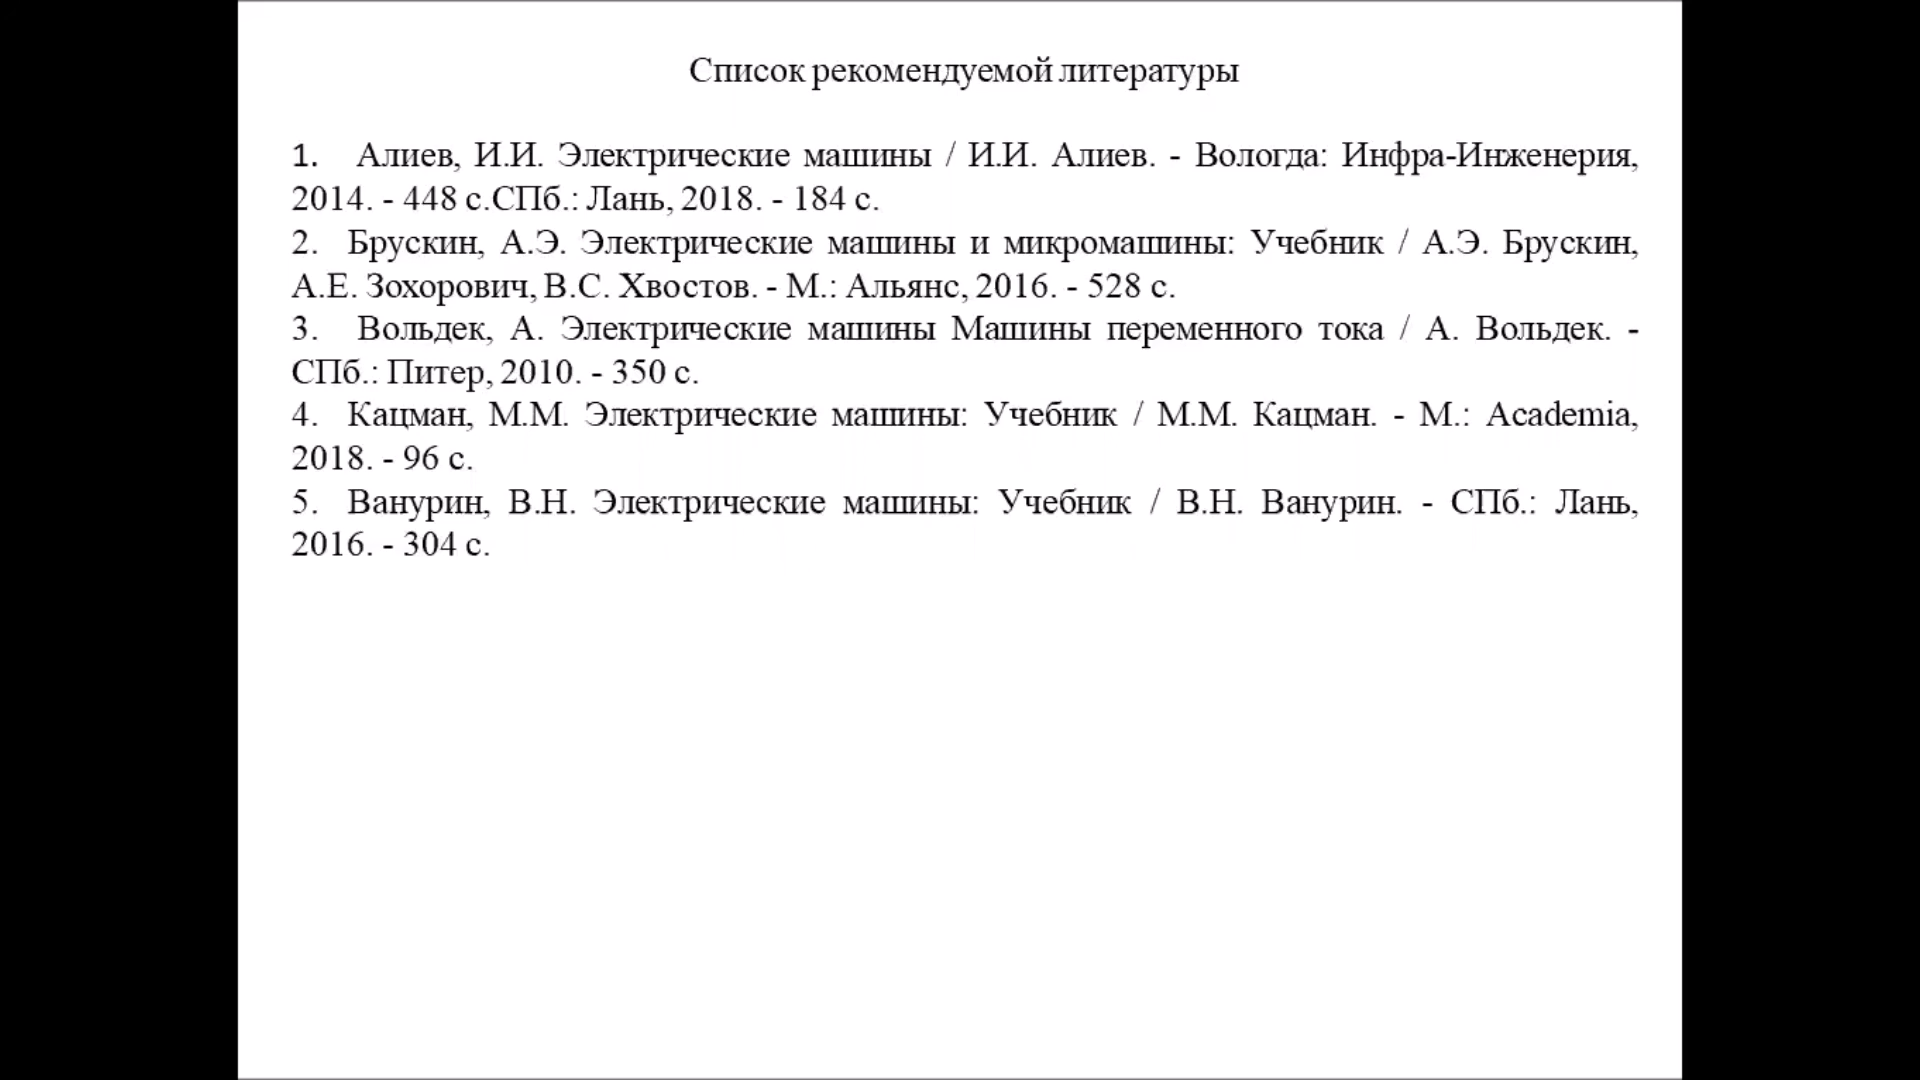 Список рекомендуемой литературы
1. Алиев, И.И. Электрические машины / И.И. Алиев. - Вологда: Инфра-Инженерия,
2014. - 448 с.СПб.: Лань, 2018. - 184 с.
2. Брускин, А.Э. Электрические машины и микромашины: Учебник / А.Э. Брускин,
А.Е. Зохорович, В.С. Хвостов. - М.: Альянс, 2016. - 528 с.
3. Вольдек, А. Электрические машины Машины переменного тока / А. Вольдек. -
СПб.: Питер, 2010. - 350 с.
4. Кацман, М.М. Электрические машины: Учебник / М.М. Кацман. - М.: Academia,
2018. - 96 с.
5. Ванурин, В.Н. Электрические машины: Учебник / В.Н. Ванурин. - СПб.: Лань,
2016. - 304 с.